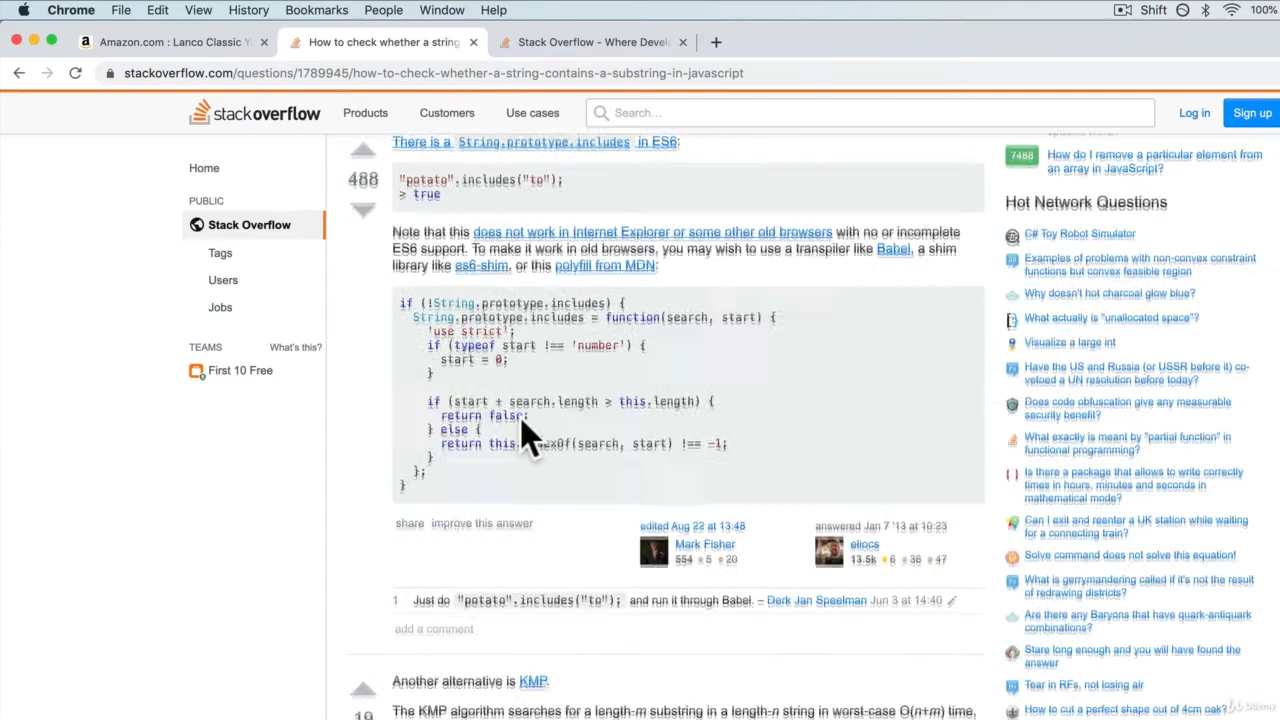 Chrome File Edit View History Bookmarks People Window Help Shift 100%
Amazon.com : Lanco Classic Y
How to check whether a string
Stack Overflow - Where Develo
stackoverflow.com/questions/1789945/how-to-check-whether-a-string-contains-a-substring-in-javascript
stackoverflow Products Customers Use cases Search... Log in Sign up
Home
PUBLIC
Stack Overflow
Tags
Users
Jobs
TEAMS What's this?
First 10 Free
There is a String.prototype.includes in ES6:
488
"potato".includes("to");
> true
Note that this does not work in Internet Explorer or some other old browsers with no or incomplete
ES6 support. To make it work in old browsers, you may wish to use a transpiler like Babel, a shim
library like es6-shim, or this polyfill from MDN:
if (!String.prototype.includes) {
String.prototype.includes = function(search, start) {
'use strict';
if (typeof start !== 'number') {
start = 0;
}
if (start + search.length > this.length) {
return false;
} else {
return this. exOf(search, start) !== -1;
}
};
}
share improve this answer
edited Aug 22 at 13:48
Mark Fisher
554 5 20
answered Jan 7 '13 at 10:23
eliocs
13.5k 6 36 47
1 Just do "potato".includes("to"); and run it through Babel. – Derk Jan Speelman Jun 3 at 14:40
add a comment
Another alternative is KMP.
19
The KMP algorithm searches for a length-m substring in a length-n string in worst-case O(n+m) time,
7488 How do I remove a particular element from
an array in JavaScript?
Hot Network Questions
C# Toy Robot Simulator
Examples of problems with non-convex constraint
functions but convex feasible region
Why doesn't hot charcoal glow blue?
What actually is "unallocated space"?
Visualize a large int
Have the US and Russia (or USSR before it) co-
vetoed a UN resolution before today?
Does code obfuscation give any measurable
security benefit?
What exactly is meant by "partial function" in
functional programming?
Is there a package that allows to write correctly
times in hours, minutes and seconds in
mathematical mode?
Can I exit and reenter a UK station while waiting
for a connecting train?
Solve command does not solve this equation!
What is gerrymandering called if it's not the result
of redrawing districts?
Are there any Baryons that have quark-antiquark
combinations?
Stare long enough and you will have found the
answer
Tear in RFs, not losing air
How to cut a perfect shape out of 4cm oak?
Udemy